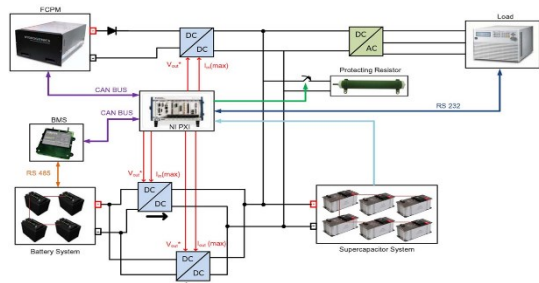 FCPM
DC
DC
DC
AC
Load
Vout*
Iin(max)
Protecting Resistor
CAN BUS
CAN BUS
RS 232
NI PXI
BMS
RS 485
Vout*
Iin(max)
DC
DC
Vout*
Iout(max)
Battery System
DC
DC
Supercapacitor System